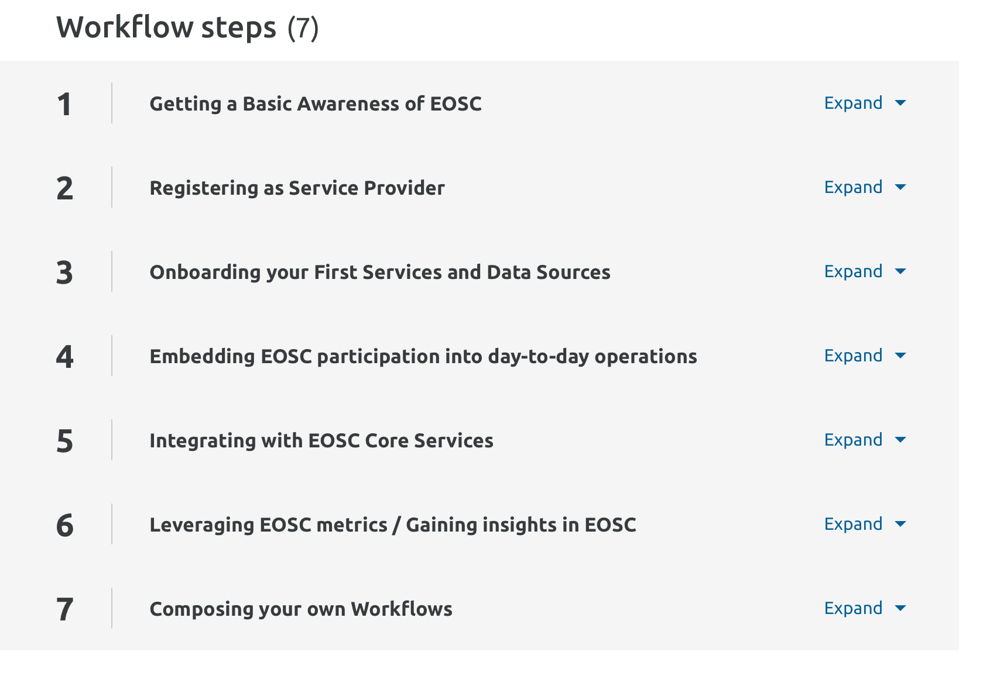 Workflow steps (7)
1 Getting a Basic Awareness of EOSC Expand
2 Registering as Service Provider Expand
3 Onboarding your First Services and Data Sources Expand
4 Embedding EOSC participation into day-to-day operations Expand
5 Integrating with EOSC Core Services Expand
6 Leveraging EOSC metrics / Gaining insights in EOSC Expand
7 Composing your own Workflows Expand